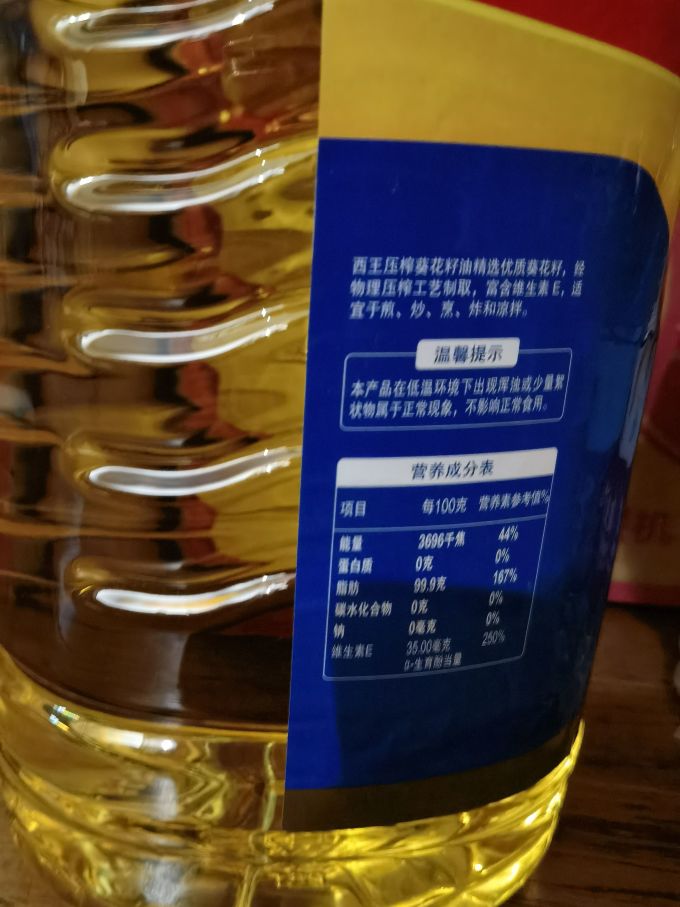 西王压榨葵花籽油精选优质葵花籽，经
物理压榨工艺制取，富含维生素E，适
宜于煎、炒、烹、炸和凉拌。
温馨提示
本产品在低温环境下出现浑油或少量絮
状物属于正常现象，不影响正常食用。
营养成分表
项目 每100克 营养素参考值%
能量 3696千焦 44%
蛋白质 0克 0%
脂肪 99.9克 167%
碳水化合物 0克 0%
钠 0毫克 0%
维生素E 35.00毫克 250%
α-生育酚当量